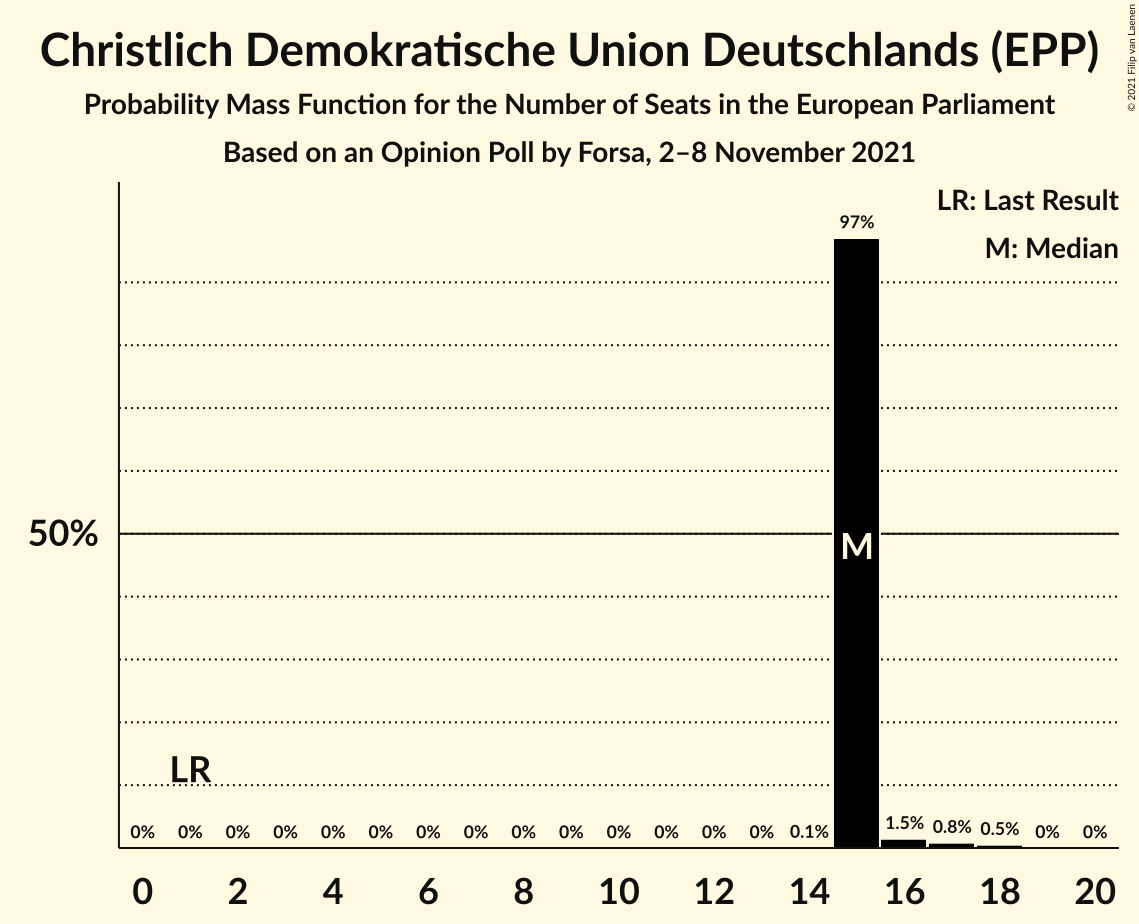 Christlich Demokratische Union Deutschlands (EPP)
Probability Mass Function for the Number of Seats in the European Parliament
Based on an Opinion Poll by Forsa, 2–8 November 2021
© 2021 Filip van Laenen
LR: Last Result
M: Median
97%
50%
M
LR
0% 0% 0% 0% 0% 0% 0% 0% 0% 0% 0% 0% 0% 0% 0.1% 1.5% 0.8% 0.5% 0% 0%
0 2 4 6 8 10 12 14 16 18 20